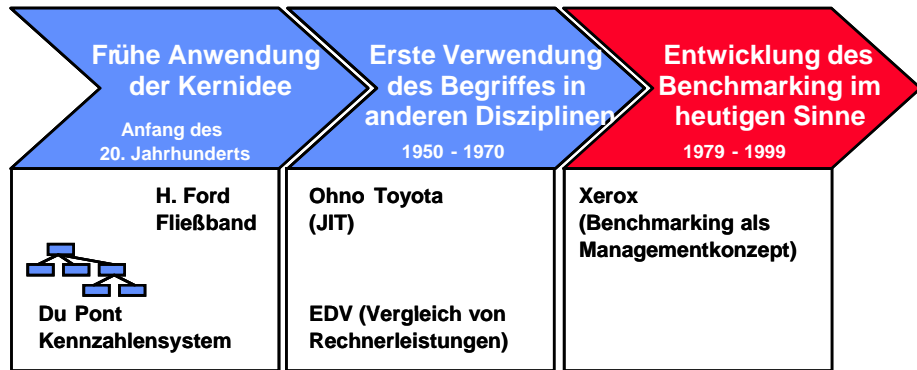 Frühe Anwendung
der Kernidee
Anfang des
20. Jahrhunderts
Erste Verwendung
des Begriffes in
anderen Disziplinen
1950 - 1970
Entwicklung des
Benchmarking im
heutigen Sinne
1979 - 1999
H. Ford
Fließband
Du Pont
Kennzahlensystem
Ohno Toyota
(JIT)
EDV (Vergleich von
Rechnerleistungen)
Xerox
(Benchmarking als
Managementkonzept)